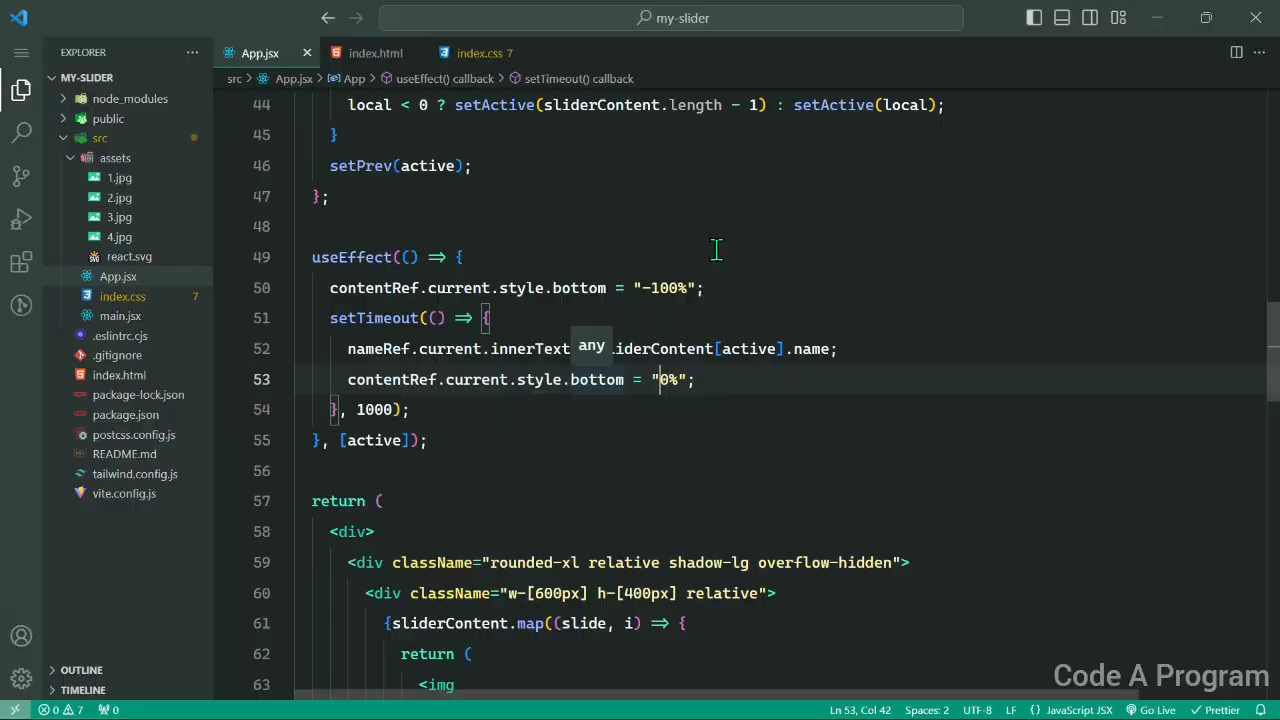 my-slider
EXPLORER
App.jsx
index.html
index.css 7
MY-SLIDER
src > App.jsx > App > useEffect() callback > setTimeout() callback
node_modules
public
src
assets
1.jpg
2.jpg
3.jpg
4.jpg
react.svg
App.jsx
index.css 7
main.jsx
.eslintrc.cjs
.gitignore
index.html
package-lock.json
package.json
postcss.config.js
README.md
tailwind.config.js
vite.config.js
OUTLINE
TIMELINE
44 local < 0 ? setActive(sliderContent.length - 1) : setActive(local);
45 }
46 setPrev(active);
47 };
48
49 useEffect(() => {
50 contentRef.current.style.bottom = "-100%";
51 setTimeout(() => {
any
52 nameRef.current.innerText liderContent[active].name;
53 contentRef.current.style.bottom = "0%";
54 }, 1000);
55 }, [active]);
56
57 return (
58 <div>
59 <div className="rounded-xl relative shadow-lg overflow-hidden">
60 <div className="w-[600px] h-[400px] relative">
61 {sliderContent.map((slide, i) => {
62 return (
63 <img
Code A Program
0 7 0
Ln 53, Col 42 Spaces: 2 UTF-8 LF {} JavaScript JSX Go Live Prettier